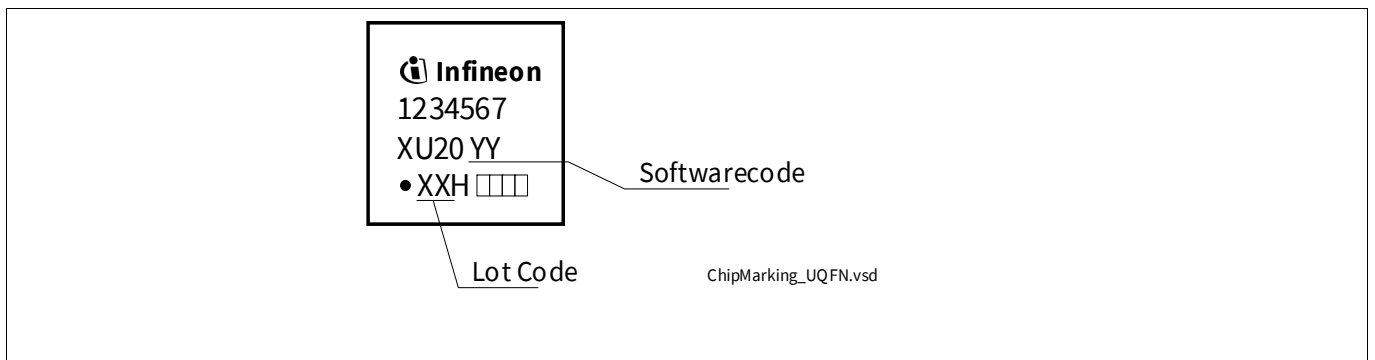 Infineon
1234567
XU20 YY
Softwarecode
•XXH
Lot Code
ChipMarking_UQFN.vsd